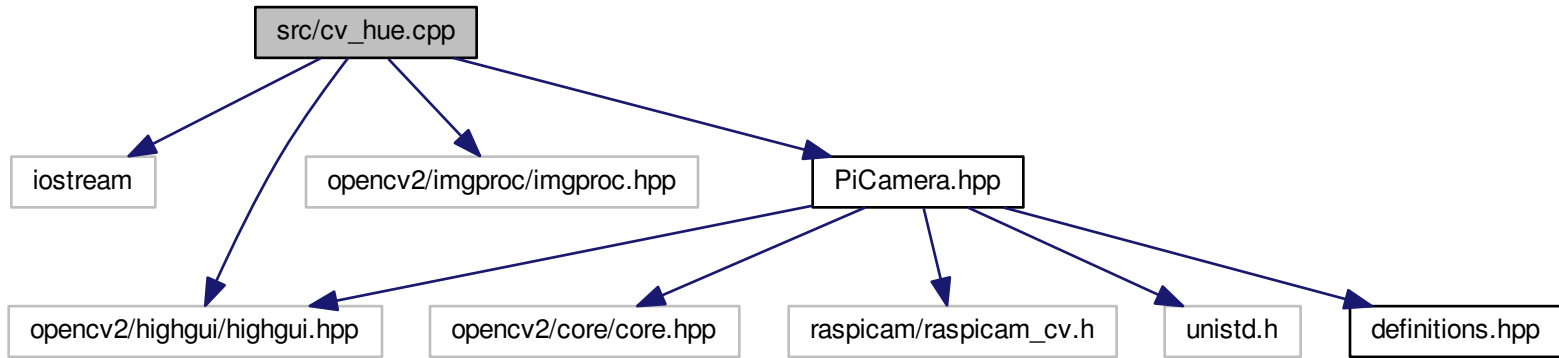 src/cv_hue.cpp
iostream
opencv2/imgproc/imgproc.hpp
PiCamera.hpp
opencv2/highgui/highgui.hpp
opencv2/core/core.hpp
raspicam/raspicam_cv.h
unistd.h
definitions.hpp